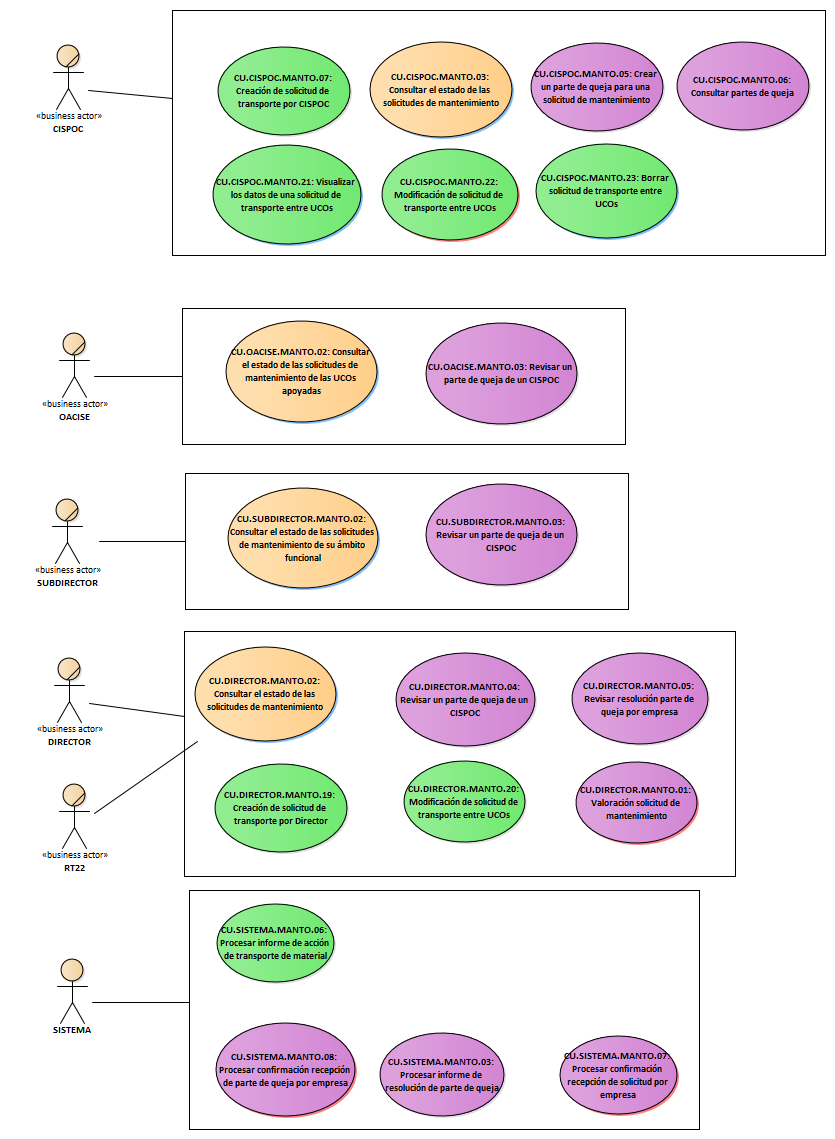 CU.CISPOC.MANTO.07:
Creación de solicitud de
transporte por CISPOC
CU.CISPOC.MANTO.03:
Consultar el estado de las
solicitudes de mantenimiento
CU.CISPOC.MANTO.05: Crear
un parte de queja para una
solicitud de mantenimiento
CU.CISPOC.MANTO.06:
Consultar partes de queja
«business actor»
CISPOC
CU.CISPOC.MANTO.21: Visualizar
los datos de una solicitud de
transporte entre UCOs
CU.CISPOC.MANTO.22:
Modificación de solicitud de
transporte entre UCOs
CU.CISPOC.MANTO.23: Borrar
solicitud de transporte entre
UCOs
«business actor»
OACISE
CU.OACISE.MANTO.02: Consultar
el estado de las solicitudes de
mantenimiento de las UCOs
apoyadas
CU.OACISE.MANTO.03: Revisar un
parte de queja de un CISPOC
«business actor»
SUBDIRECTOR
CU.SUBDIRECTOR.MANTO.02:
Consultar el estado de las solicitudes
de mantenimiento de su ámbito
funcional
CU.SUBDIRECTOR.MANTO.03:
Revisar un parte de queja de un
CISPOC
«business actor»
DIRECTOR
CU.DIRECTOR.MANTO.02:
Consultar el estado de las
solicitudes de mantenimiento
CU.DIRECTOR.MANTO.04:
Revisar un parte de queja de un
CISPOC
CU.DIRECTOR.MANTO.05:
Revisar resolución parte de
queja por empresa
«business actor»
RT22
CU.DIRECTOR.MANTO.19:
Creación de solicitud de
transporte por Director
CU.DIRECTOR.MANTO.20:
Modificación de solicitud de
transporte entre UCOs
CU.DIRECTOR.MANTO.01:
Valoración solicitud de
mantenimiento
CU.SISTEMA.MANTO.06:
Procesar informe de acción
de transporte de material
SISTEMA
CU.SISTEMA.MANTO.08:
Procesar confirmación recepción
de parte de queja por empresa
CU.SISTEMA.MANTO.03:
Procesar informe de
resolución de parte de queja
CU.SISTEMA.MANTO.07:
Procesar confirmación
recepción de solicitud por
empresa